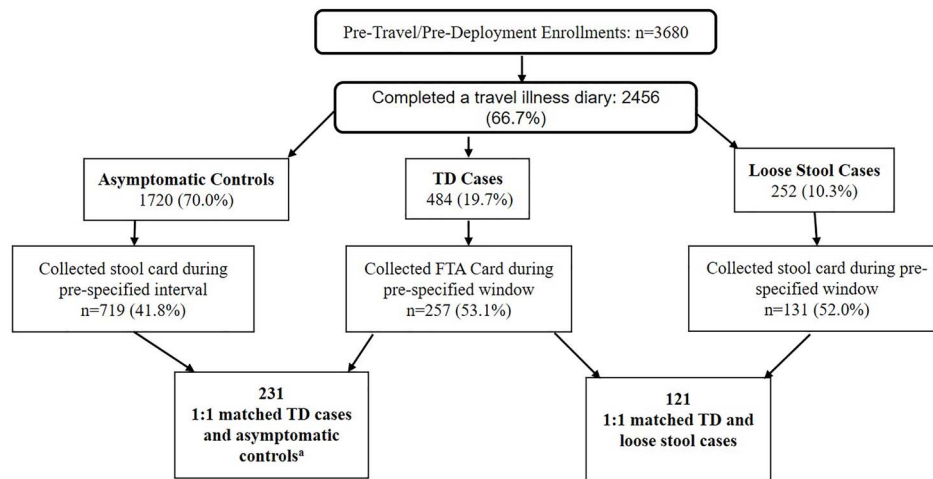 Pre-Travel/Pre-Deployment Enrollments: n=3680
Completed a travel illness diary: 2456
(66.7%)
Asymptomatic Controls
1720 (70.0%)
TD Cases
484 (19.7%)
Loose Stool Cases
252 (10.3%)
Collected stool card during
pre-specified interval
n=719 (41.8%)
Collected FTA Card during
pre-specified window
n=257 (53.1%)
Collected stool card during pre-
specified window
n=131 (52.0%)
231
1:1 matched TD cases
and asymptomatic
controlsᵃ
121
1:1 matched TD and
loose stool cases